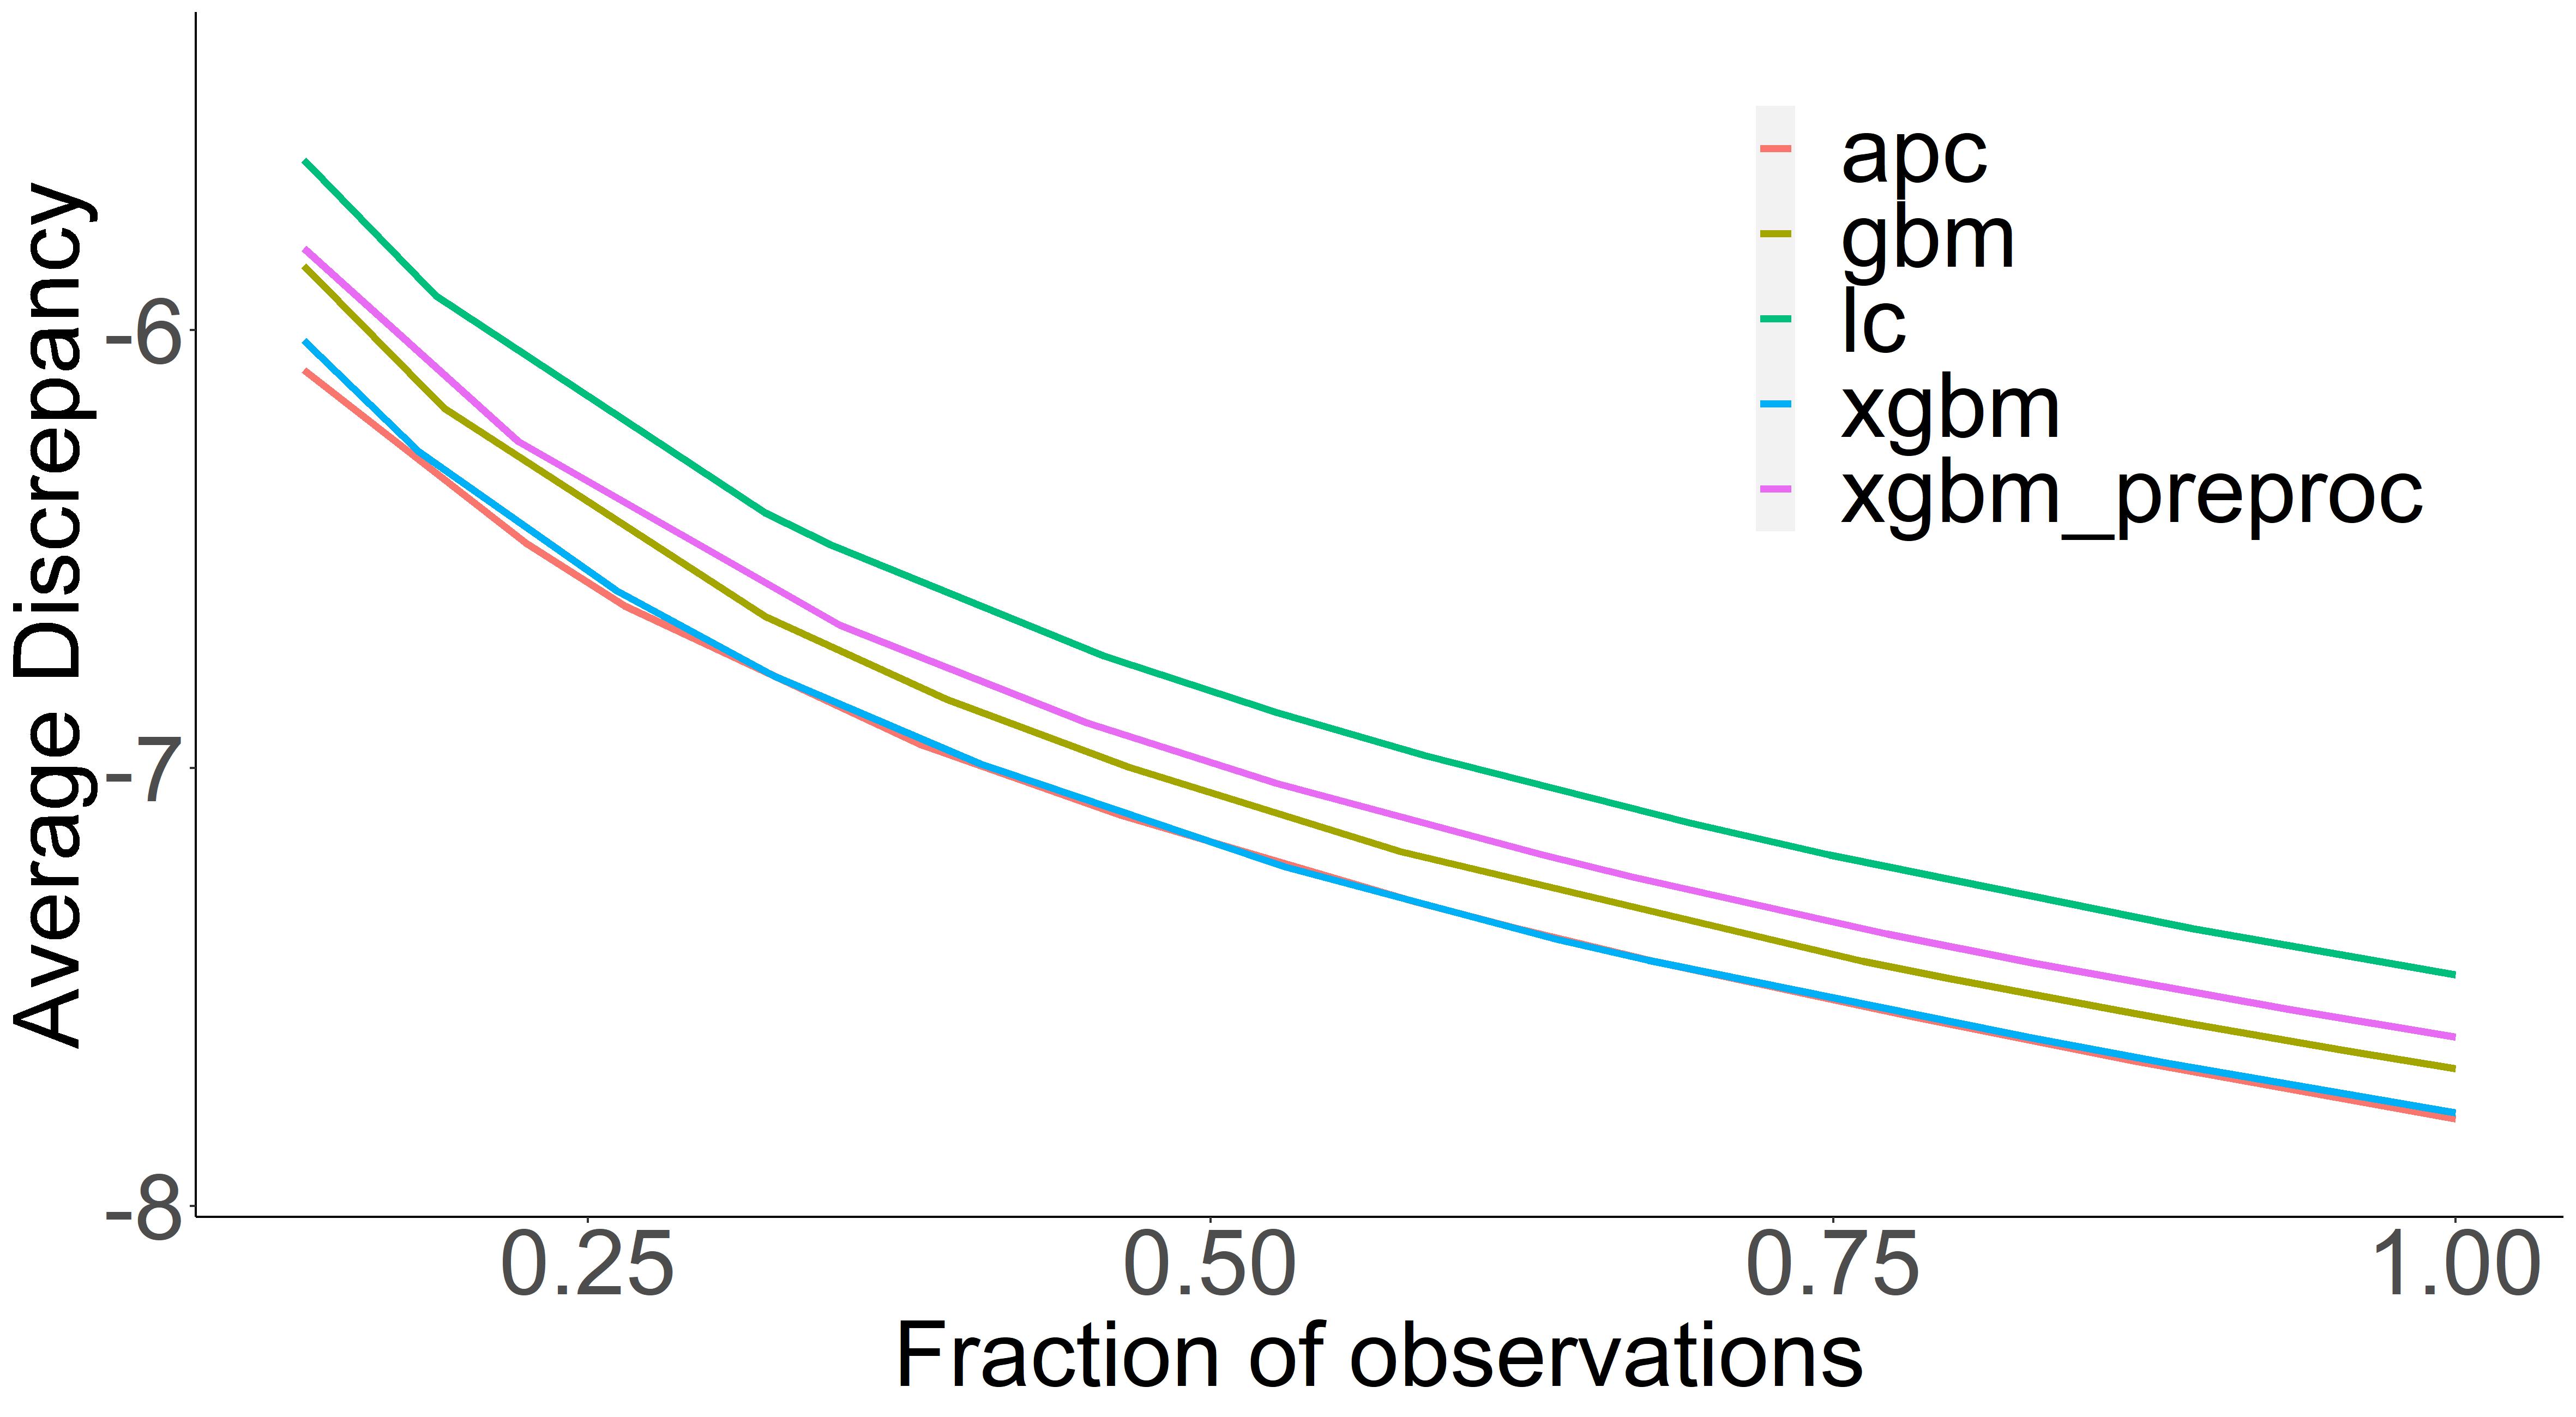 Average Discrepancy
-6
-7
-8
apc
gbm
lc
xgbm
xgbm_preproc
0.25 0.50 0.75 1.00
Fraction of observations